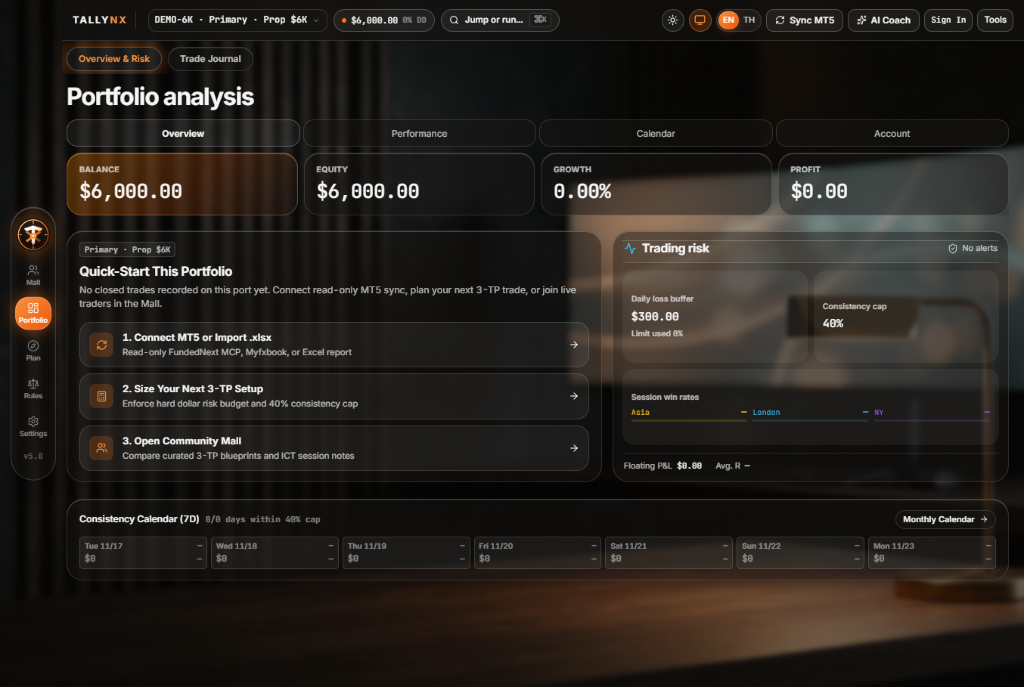 TALLYNX
DEMO-6K · Primary · Prop $6K
$6,000.00 0% DD
Jump or run... ⌘K
EN TH
Sync MT5
AI Coach
Sign In
Tools
Overview & Risk
Trade Journal
Portfolio analysis
Overview
Performance
Calendar
Account
BALANCE
$6,000.00
EQUITY
$6,000.00
GROWTH
0.00%
PROFIT
$0.00
Mall
Portfolio
Plan
Rules
Settings
v5.0
Primary · Prop $6K
Quick-Start This Portfolio
No closed trades recorded on this port yet. Connect read-only MT5 sync, plan your next 3-TP trade, or join live
traders in the Mall.
1. Connect MT5 or Import .xlsx
Read-only FundedNext MCP, Myfxbook, or Excel report
→
2. Size Your Next 3-TP Setup
Enforce hard dollar risk budget and 40% consistency cap
→
3. Open Community Mall
Compare curated 3-TP blueprints and ICT session notes
→
Trading risk
No alerts
Daily loss buffer
$300.00
Limit used 0%
Consistency cap
40%
Session win rates
Asia —
London —
NY —
Floating P&L $0.00 Avg. R —
Consistency Calendar (7D) 0/0 days within 40% cap
Monthly Calendar →
Tue 11/17 —
$0 —
Wed 11/18 —
$0 —
Thu 11/19 —
$0 —
Fri 11/20 —
$0 —
Sat 11/21 —
$0 —
Sun 11/22 —
$0 —
Mon 11/23 —
$0 —